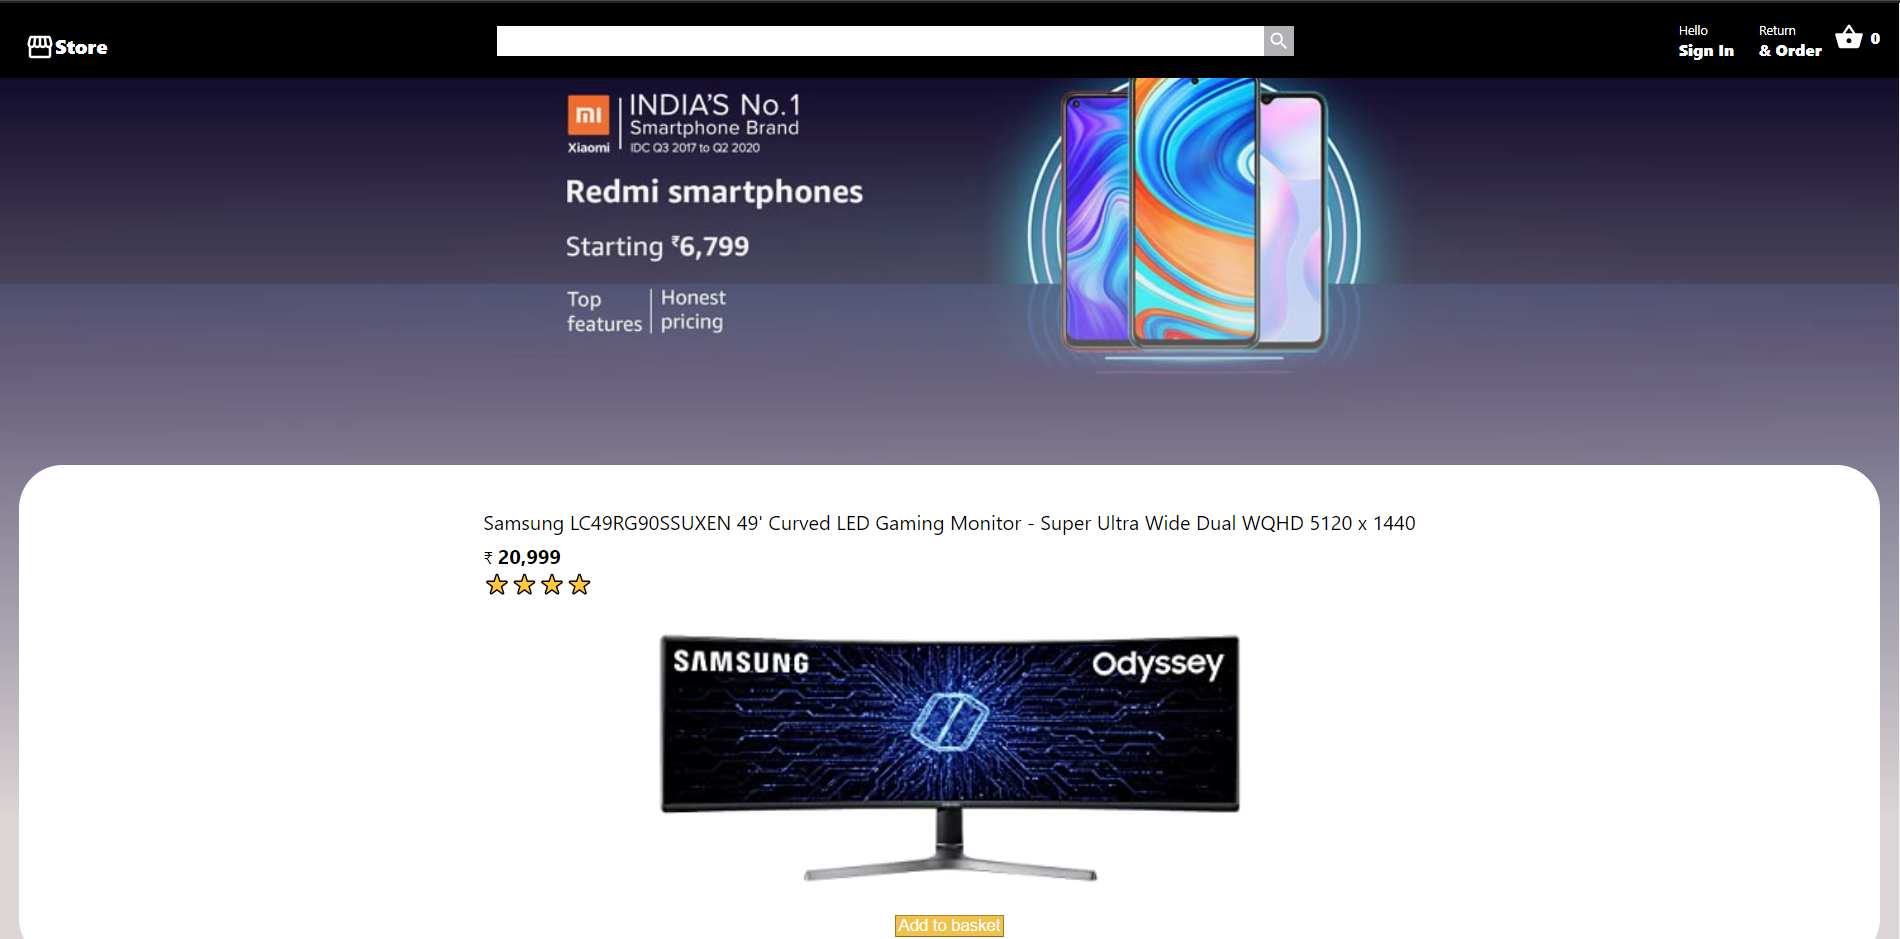 Store
Hello
Sign In
Return
& Order
0
mi
Xiaomi
INDIA'S No.1
Smartphone Brand
IDC Q3 2017 to Q2 2020
Redmi smartphones
Starting ₹6,799
Top
features
Honest
pricing
Samsung LC49RG90SSUXEN 49' Curved LED Gaming Monitor - Super Ultra Wide Dual WQHD 5120 x 1440
₹ 20,999
SAMSUNG
Odyssey
Add to basket